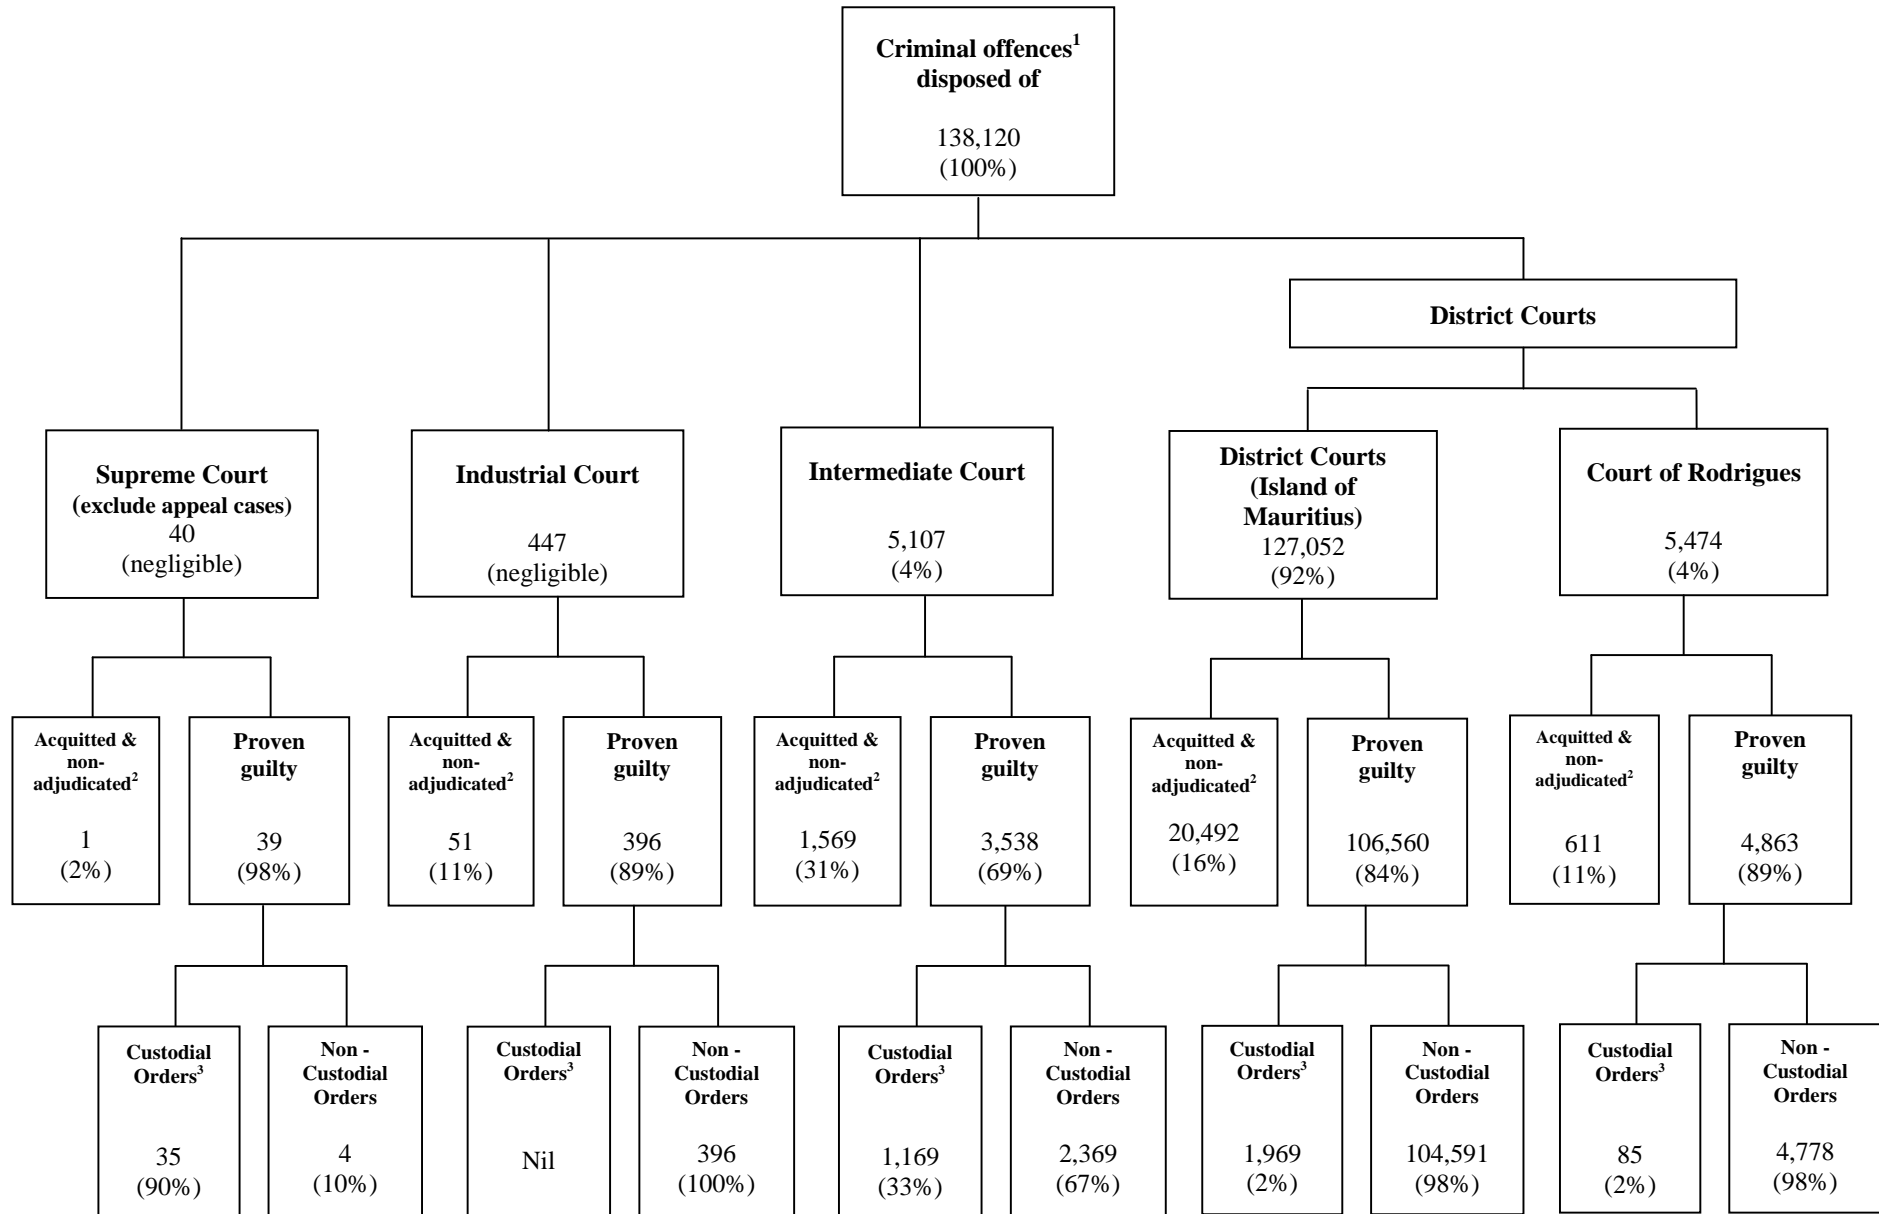 Criminal offences¹
disposed of
138,120
(100%)
District Courts
Supreme Court
(exclude appeal cases)
40
(negligible)
Industrial Court
447
(negligible)
Intermediate Court
5,107
(4%)
District Courts
(Island of
Mauritius)
127,052
(92%)
Court of Rodrigues
5,474
(4%)
Acquitted &
non-
adjudicated²
1
(2%)
Proven
guilty
39
(98%)
Acquitted &
non-
adjudicated²
51
(11%)
Proven
guilty
396
(89%)
Acquitted &
non-
adjudicated²
1,569
(31%)
Proven
guilty
3,538
(69%)
Acquitted &
non-
adjudicated²
20,492
(16%)
Proven
guilty
106,560
(84%)
Acquitted &
non-
adjudicated²
611
(11%)
Proven
guilty
4,863
(89%)
Custodial
Orders³
35
(90%)
Non -
Custodial
Orders
4
(10%)
Custodial
Orders³
Nil
Non -
Custodial
Orders
396
(100%)
Custodial
Orders³
1,169
(33%)
Non -
Custodial
Orders
2,369
(67%)
Custodial
Orders³
1,969
(2%)
Non -
Custodial
Orders
104,591
(98%)
Custodial
Orders³
85
(2%)
Non -
Custodial
Orders
4,778
(98%)